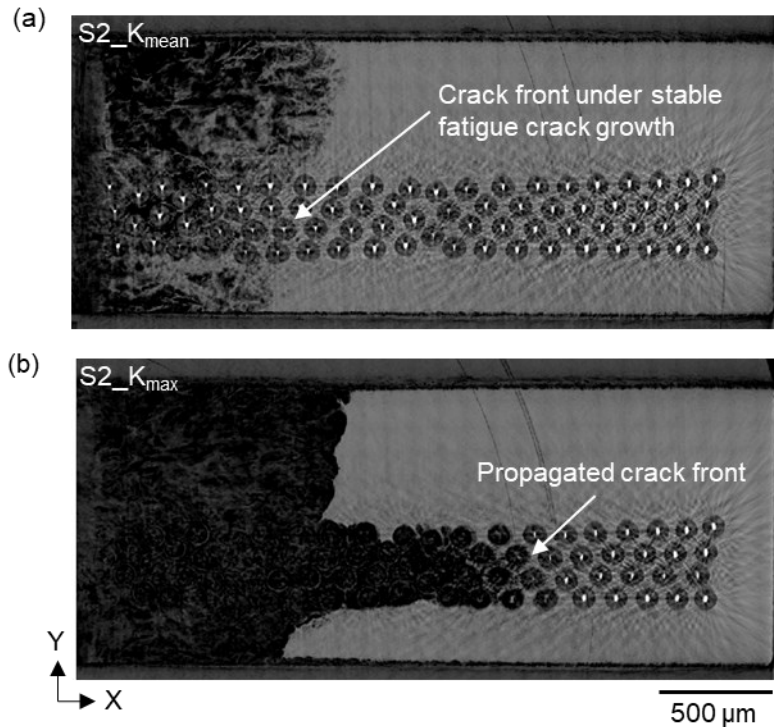 (a)
S2_Kmean
Crack front under stable
fatigue crack growth
(b)
S2_Kmax
Propagated crack front
Y
X
500 µm